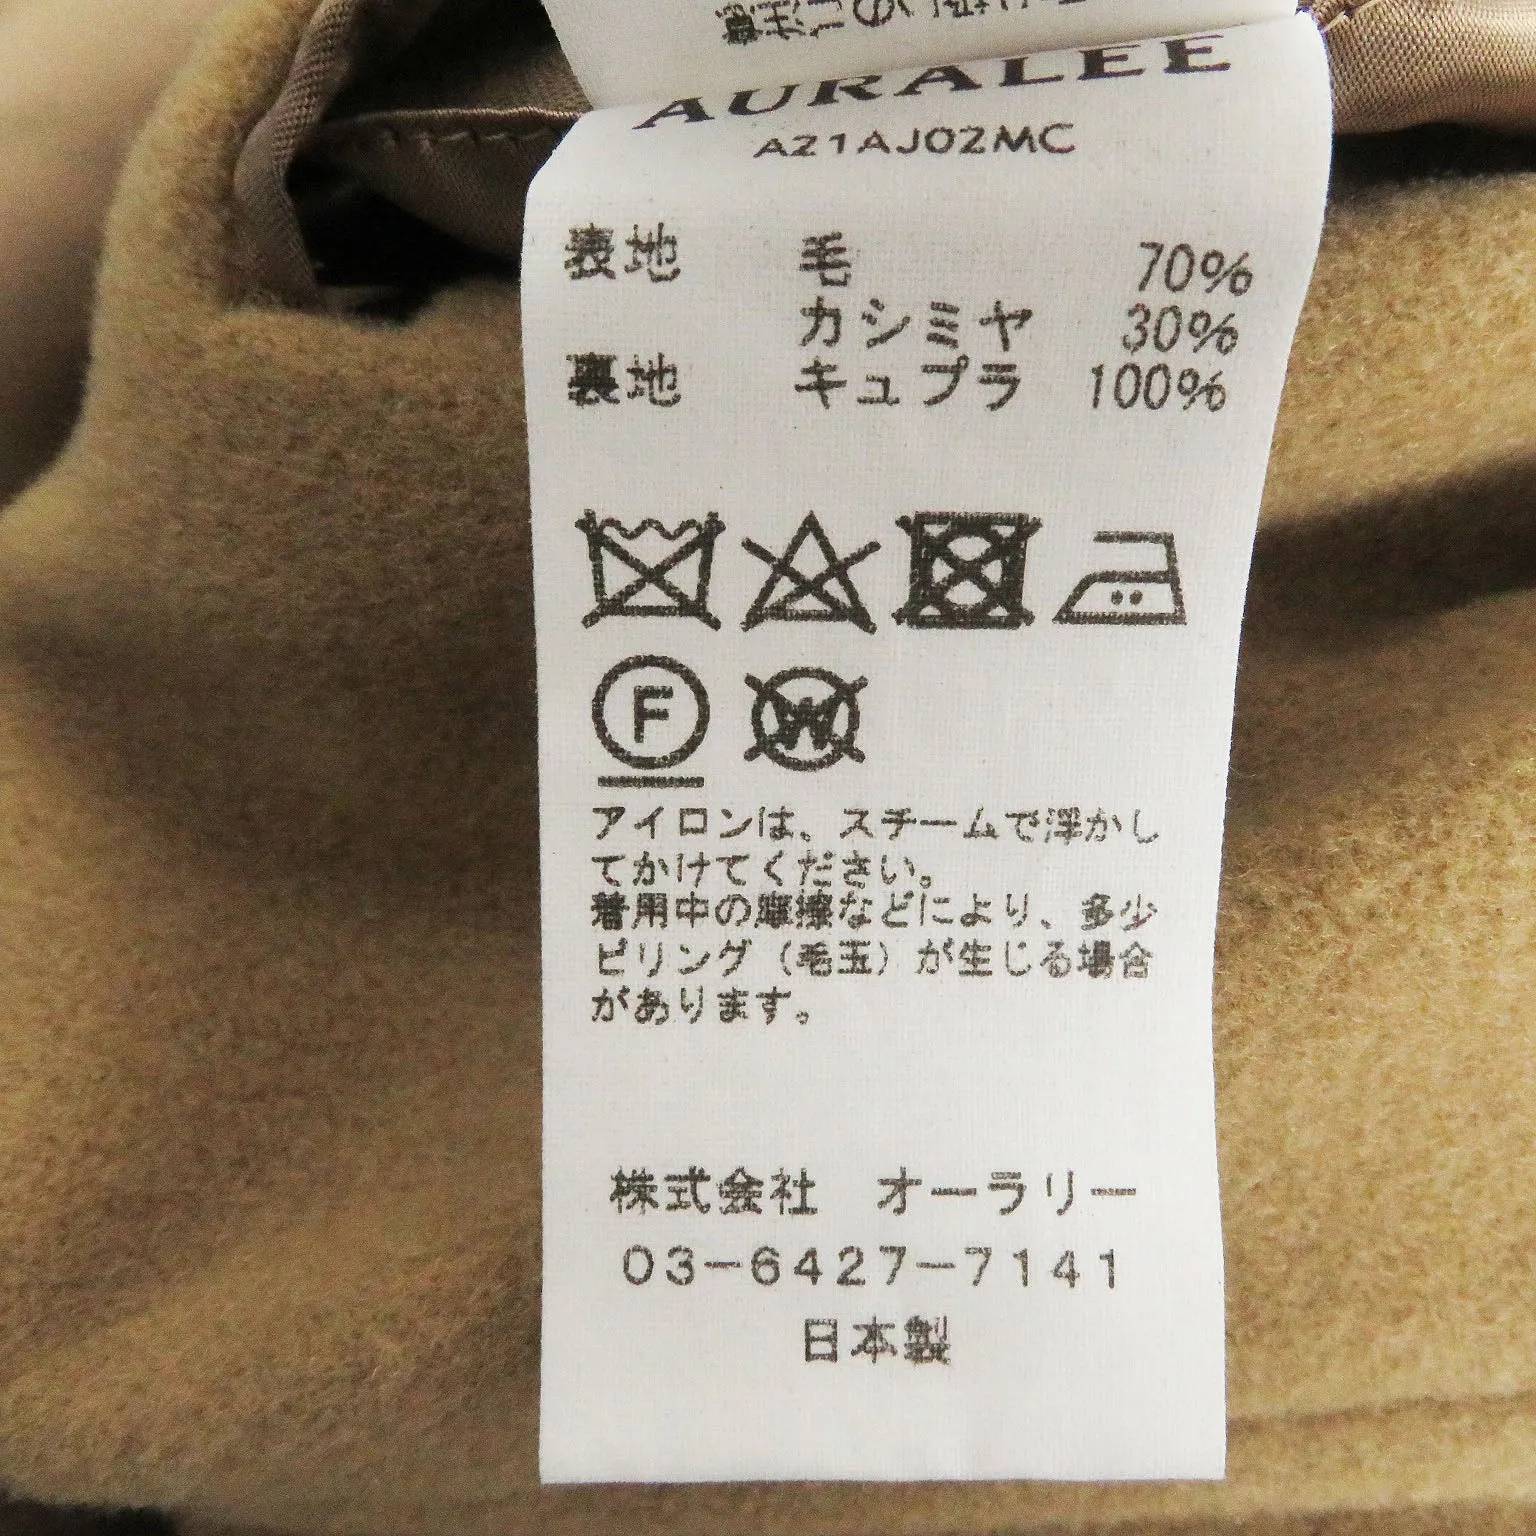 AURALEE
A21AJ02MC
表地 毛 70%
カシミヤ 30%
裏地 キュプラ 100%
F
W
アイロンは、スチームで浮かし
てかけてください。
着用中の摩擦などにより、多少
ピリング（毛玉）が生じる場合
があります。
株式会社 オーラリー
03-6427-7141
日本製